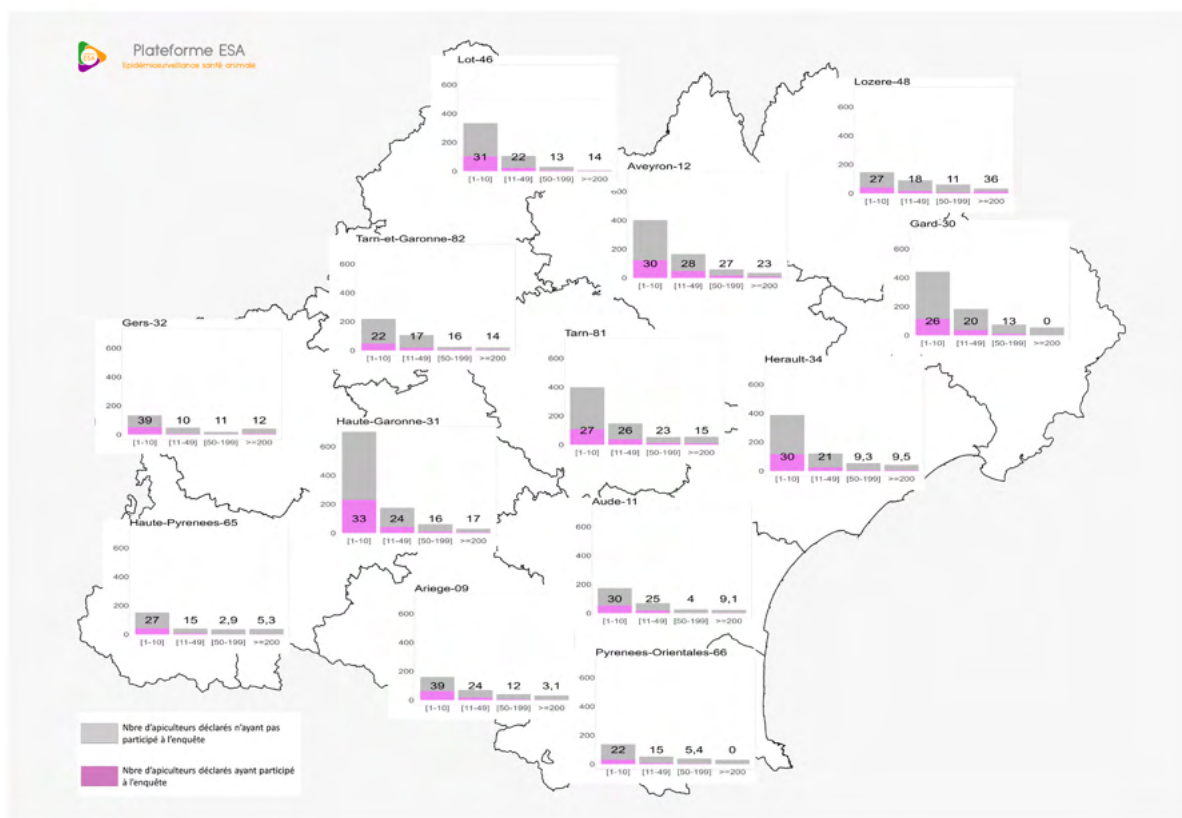 Plateforme ESA
ESA
Epidémiosurveillance santé animale
Lot-46
600
400
200
0
31 22 13 14
[1-10] [11-49] [50-199] >=200
Lozere-48
600
400
200
0
27 18 11 36
[1-10] [11-49] [50-199] >=200
Aveyron-12
600
400
200
0
30 28 27 23
[1-10] [11-49] [50-199] >=200
Gard-30
600
400
200
0
26 20 13 0
[1-10] [11-49] [50-199] >=200
Tarn-et-Garonne-82
600
400
200
0
22 17 16 14
[1-10] [11-49] [50-199] >=200
Gers-32
600
400
200
0
39 10 11 12
[1-10] [11-49] [50-199] >=200
Tarn-81
600
400
200
0
27 26 23 15
[1-10] [11-49] [50-199] >=200
Herault-34
600
400
200
0
30 21 9,3 9,5
[1-10] [11-49] [50-199] >=200
Haute-Garonne-31
600
400
200
0
33 24 16 17
[1-10] [11-49] [50-199] >=200
Haute-Pyrenees-65
600
400
200
0
27 15 2,9 5,3
[1-10] [11-49] [50-199] >=200
Aude-11
600
400
200
0
30 25 4 9,1
[1-10] [11-49] [50-199] >=200
Ariege-09
600
400
200
0
39 24 12 3,1
[1-10] [11-49] [50-199] >=200
Pyrenees-Orientales-66
600
400
200
0
22 15 5,4 0
[1-10] [11-49] [50-199] >=200
Nbre d'apiculteurs déclarés n'ayant pas
participé à l'enquête
Nbre d'apiculteurs déclarés ayant participé
à l'enquête